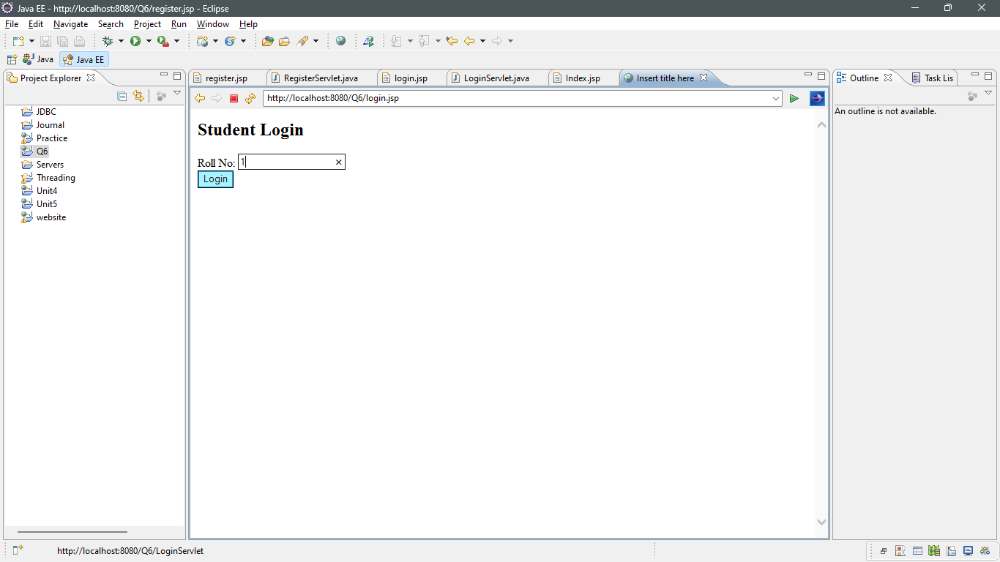 Java EE - http://localhost:8080/Q6/register.jsp - Eclipse
File Edit Navigate Search Project Run Window Help
Java Java EE
Project Explorer
register.jsp RegisterServlet.java login.jsp LoginServlet.java Index.jsp Insert title here
Outline Task Lis
http://localhost:8080/Q6/login.jsp
An outline is not available.
JDBC
Journal
Practice
Q6
Servers
Threading
Unit4
Unit5
website
Student Login
Roll No: 1
Login
http://localhost:8080/Q6/LoginServlet